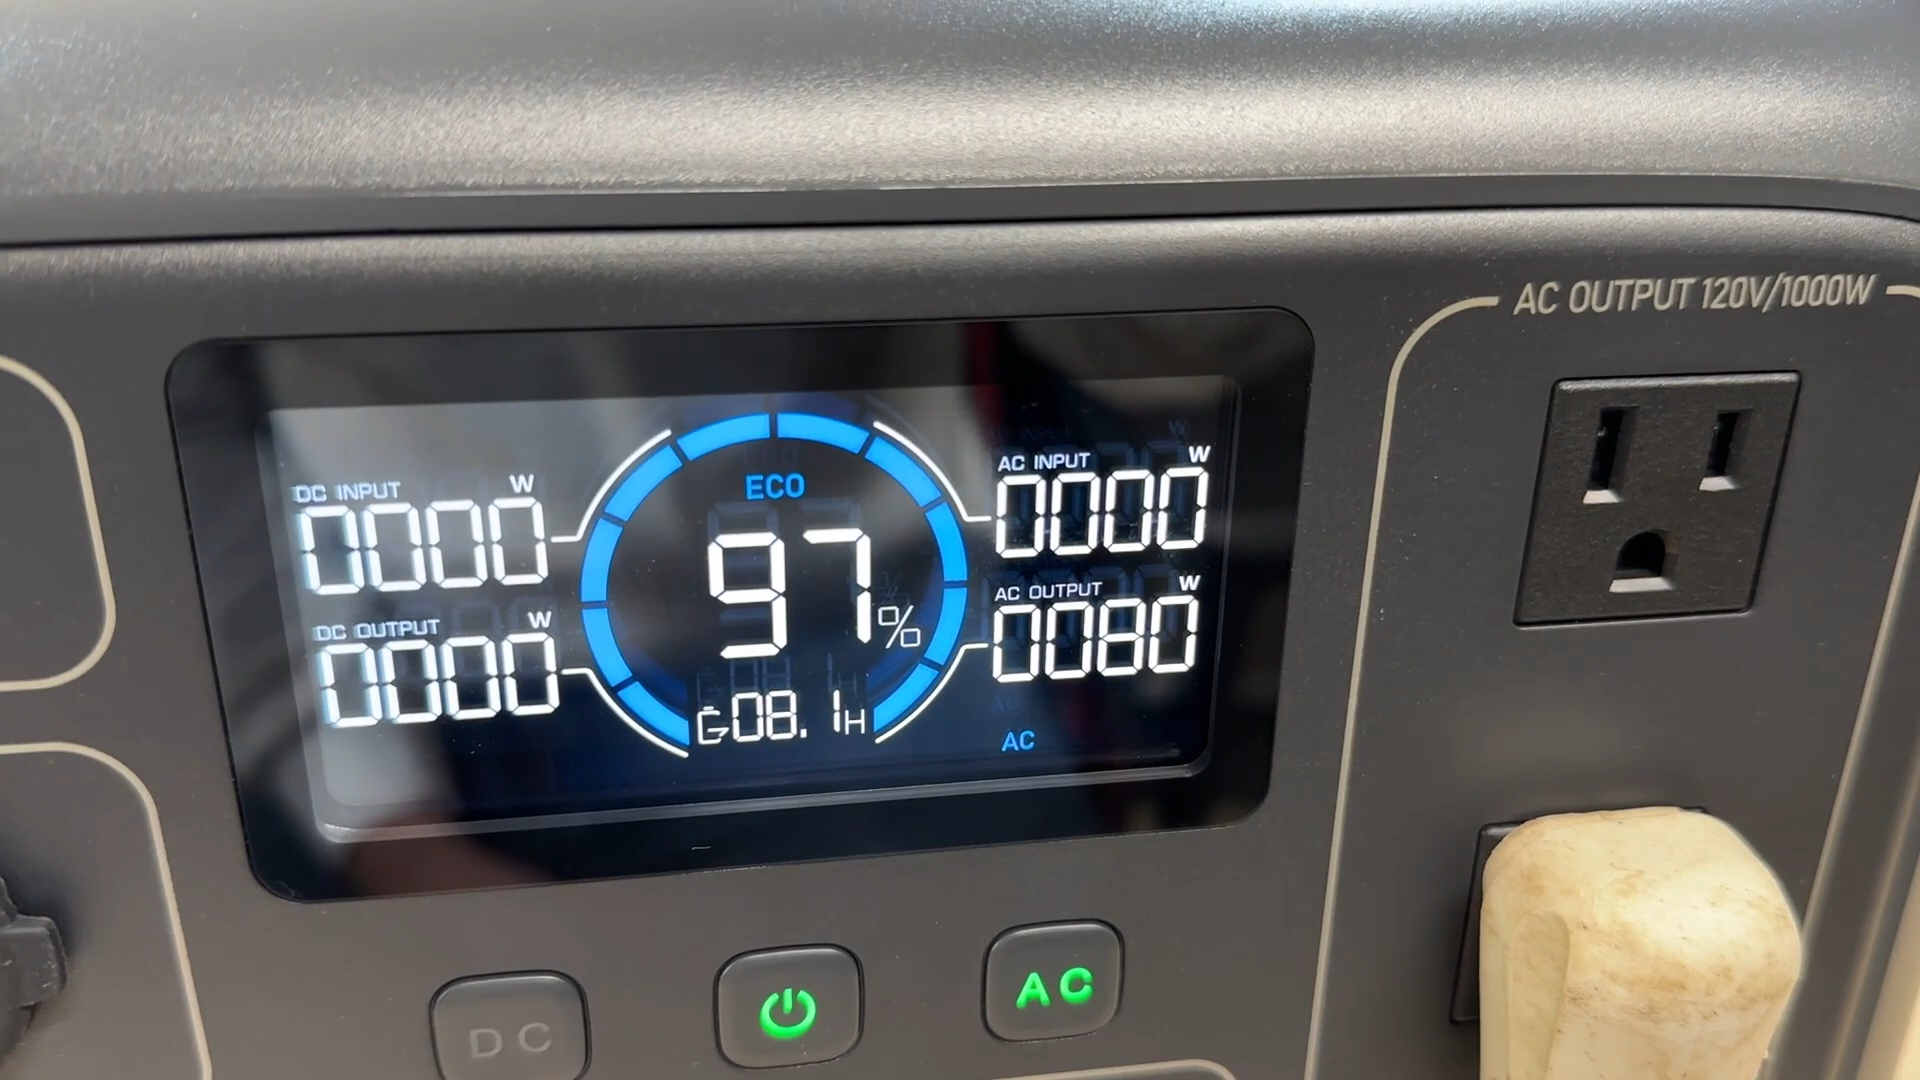 AC OUTPUT 120V/1000W
DC INPUT
W
0000
DC OUTPUT
W
0000
ECO
97%
08.1H
AC INPUT
W
0000
AC OUTPUT
W
0080
AC
DC
AC